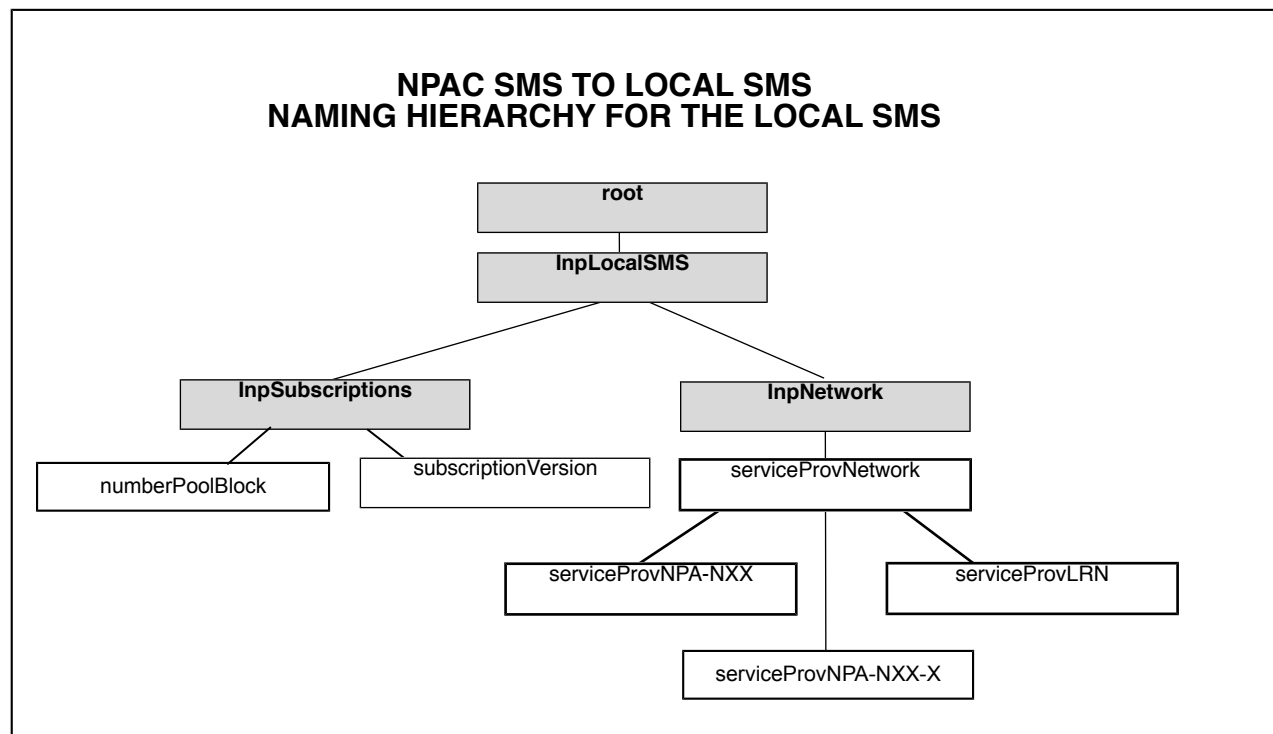 NPAC SMS TO LOCAL SMS
NAMING HIERARCHY FOR THE LOCAL SMS
root
lnpLocalSMS
lnpSubscriptions
lnpNetwork
numberPoolBlock
subscriptionVersion
serviceProvNetwork
serviceProvNPA-NXX
serviceProvLRN
serviceProvNPA-NXX-X